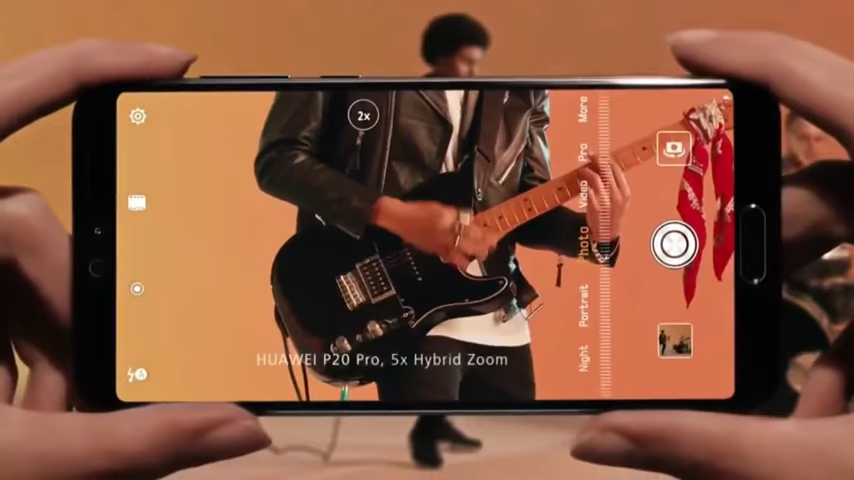 2x
More
Pro
Video
Photo
Portrait
Night
A
HUAWEI P20 Pro, 5x Hybrid Zoom